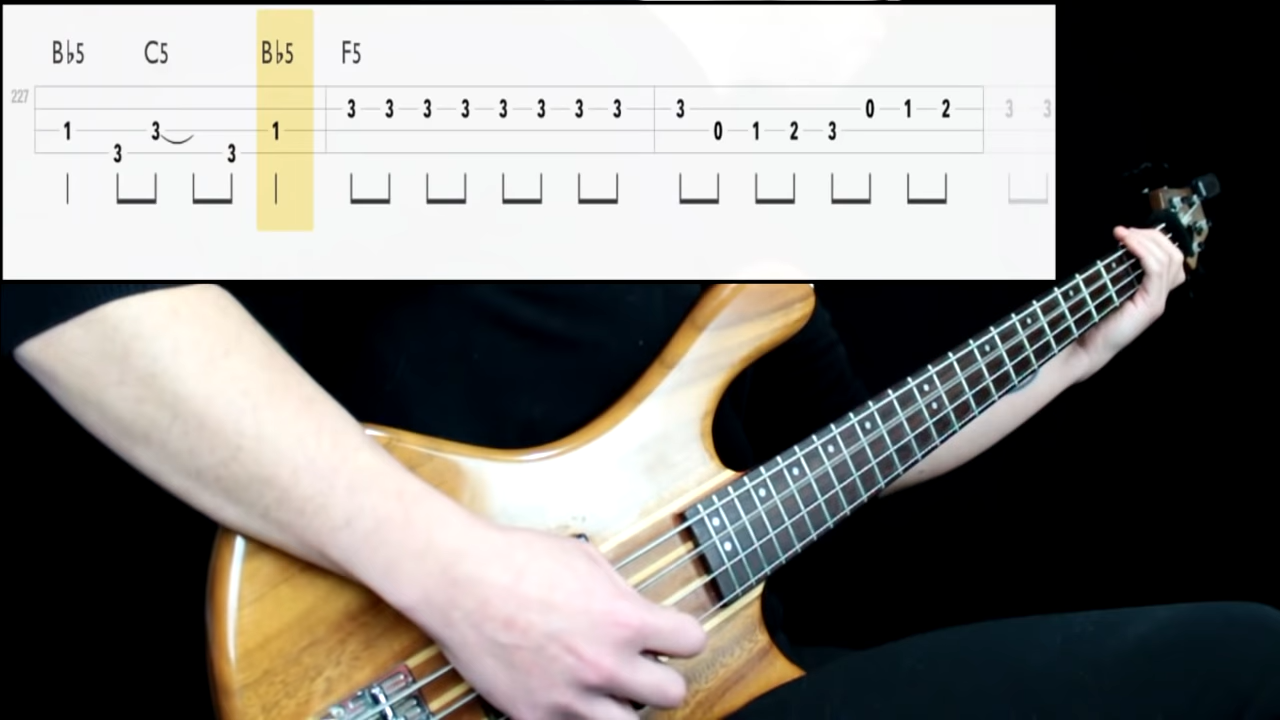 B♭5 C5 B♭5 F5
227
3 3 3 3 3 3 3 3 3 0 1 2 3 3
1 3 1 0 1 2 3
3 3